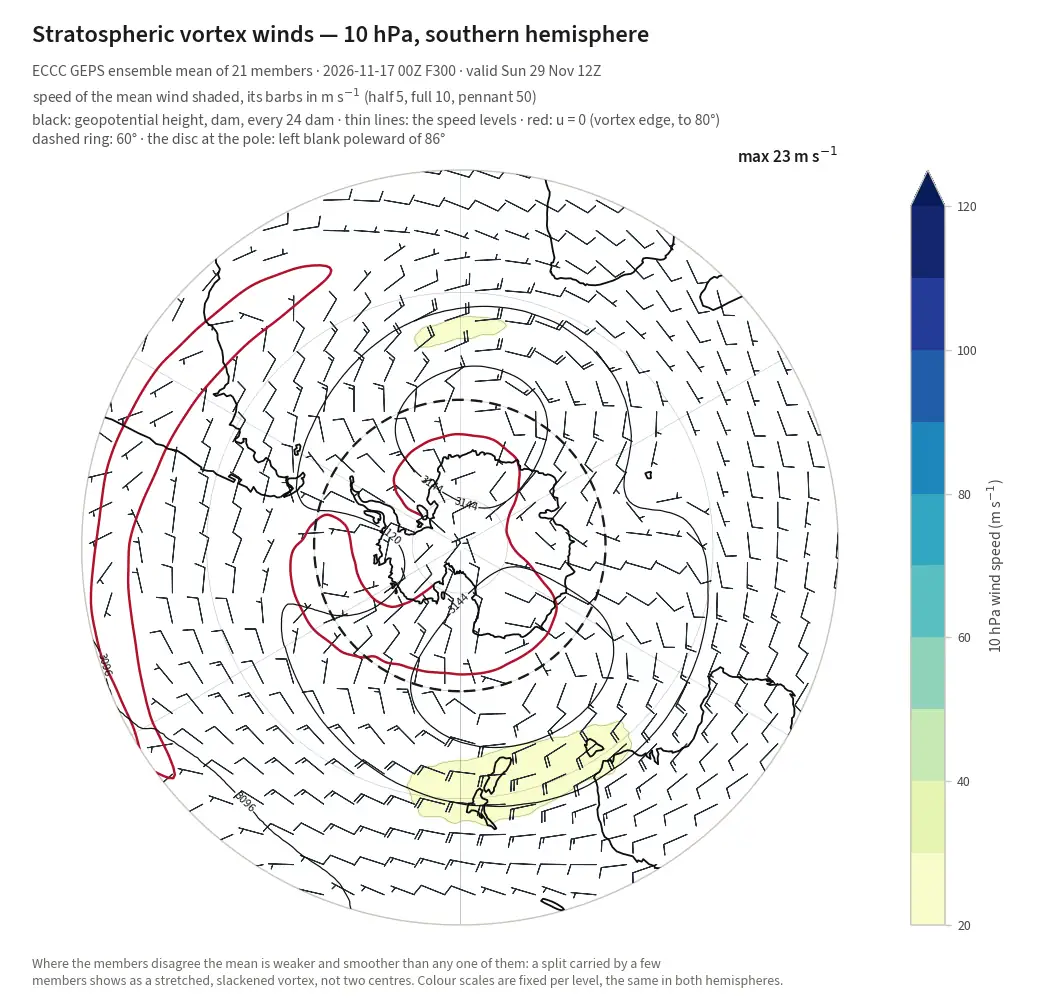 Stratospheric vortex winds — 10 hPa, southern hemisphere
ECCC GEPS ensemble mean of 21 members · 2026-11-17 00Z F300 · valid Sun 29 Nov 12Z
speed of the mean wind shaded, its barbs in m s⁻¹ (half 5, full 10, pennant 50)
black: geopotential height, dam, every 24 dam · thin lines: the speed levels · red: u = 0 (vortex edge, to 80°)
dashed ring: 60° · the disc at the pole: left blank poleward of 86°
max 23 m s⁻¹
120
100
80
60
40
20
10 hPa wind speed (m s⁻¹)
3144
3144
3120
3144
3096
3096
Where the members disagree the mean is weaker and smoother than any one of them: a split carried by a few
members shows as a stretched, slackened vortex, not two centres. Colour scales are fixed per level, the same in both hemispheres.